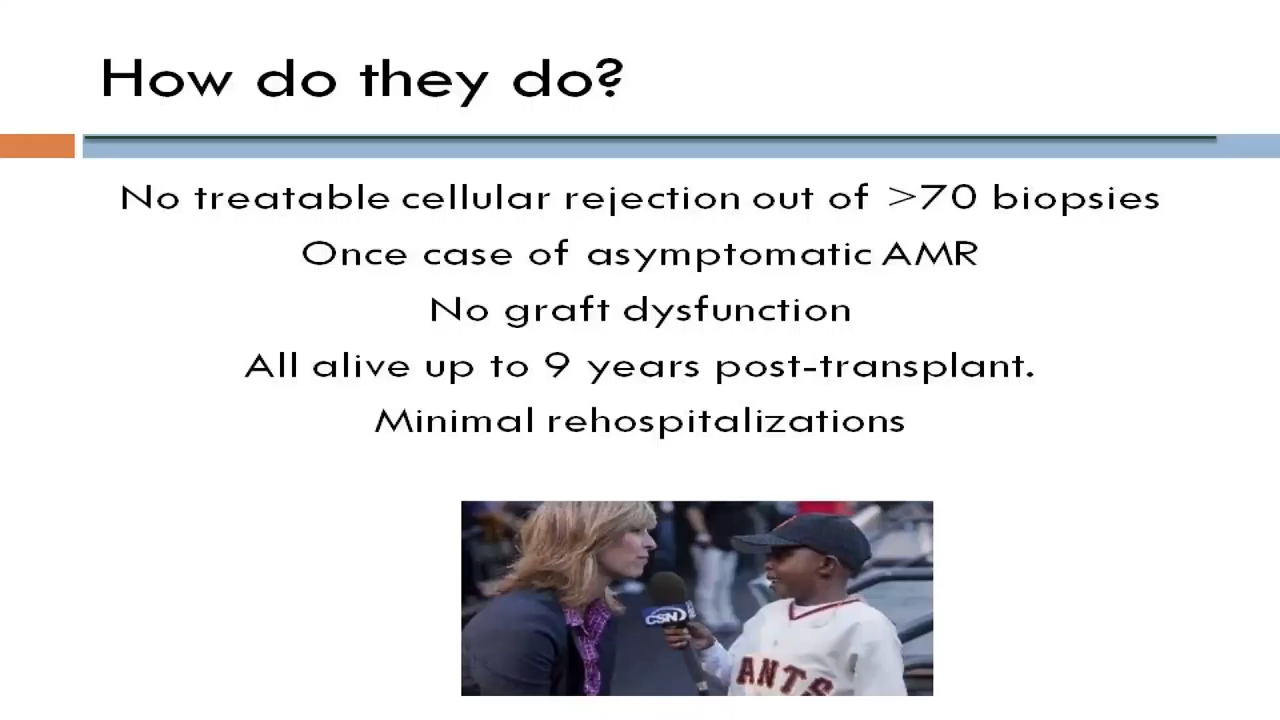 How do they do?
No treatable cellular rejection out of >70 biopsies
Once case of asymptomatic AMR
No graft dysfunction
All alive up to 9 years post-transplant.
Minimal rehospitalizations
CSN
ANTS